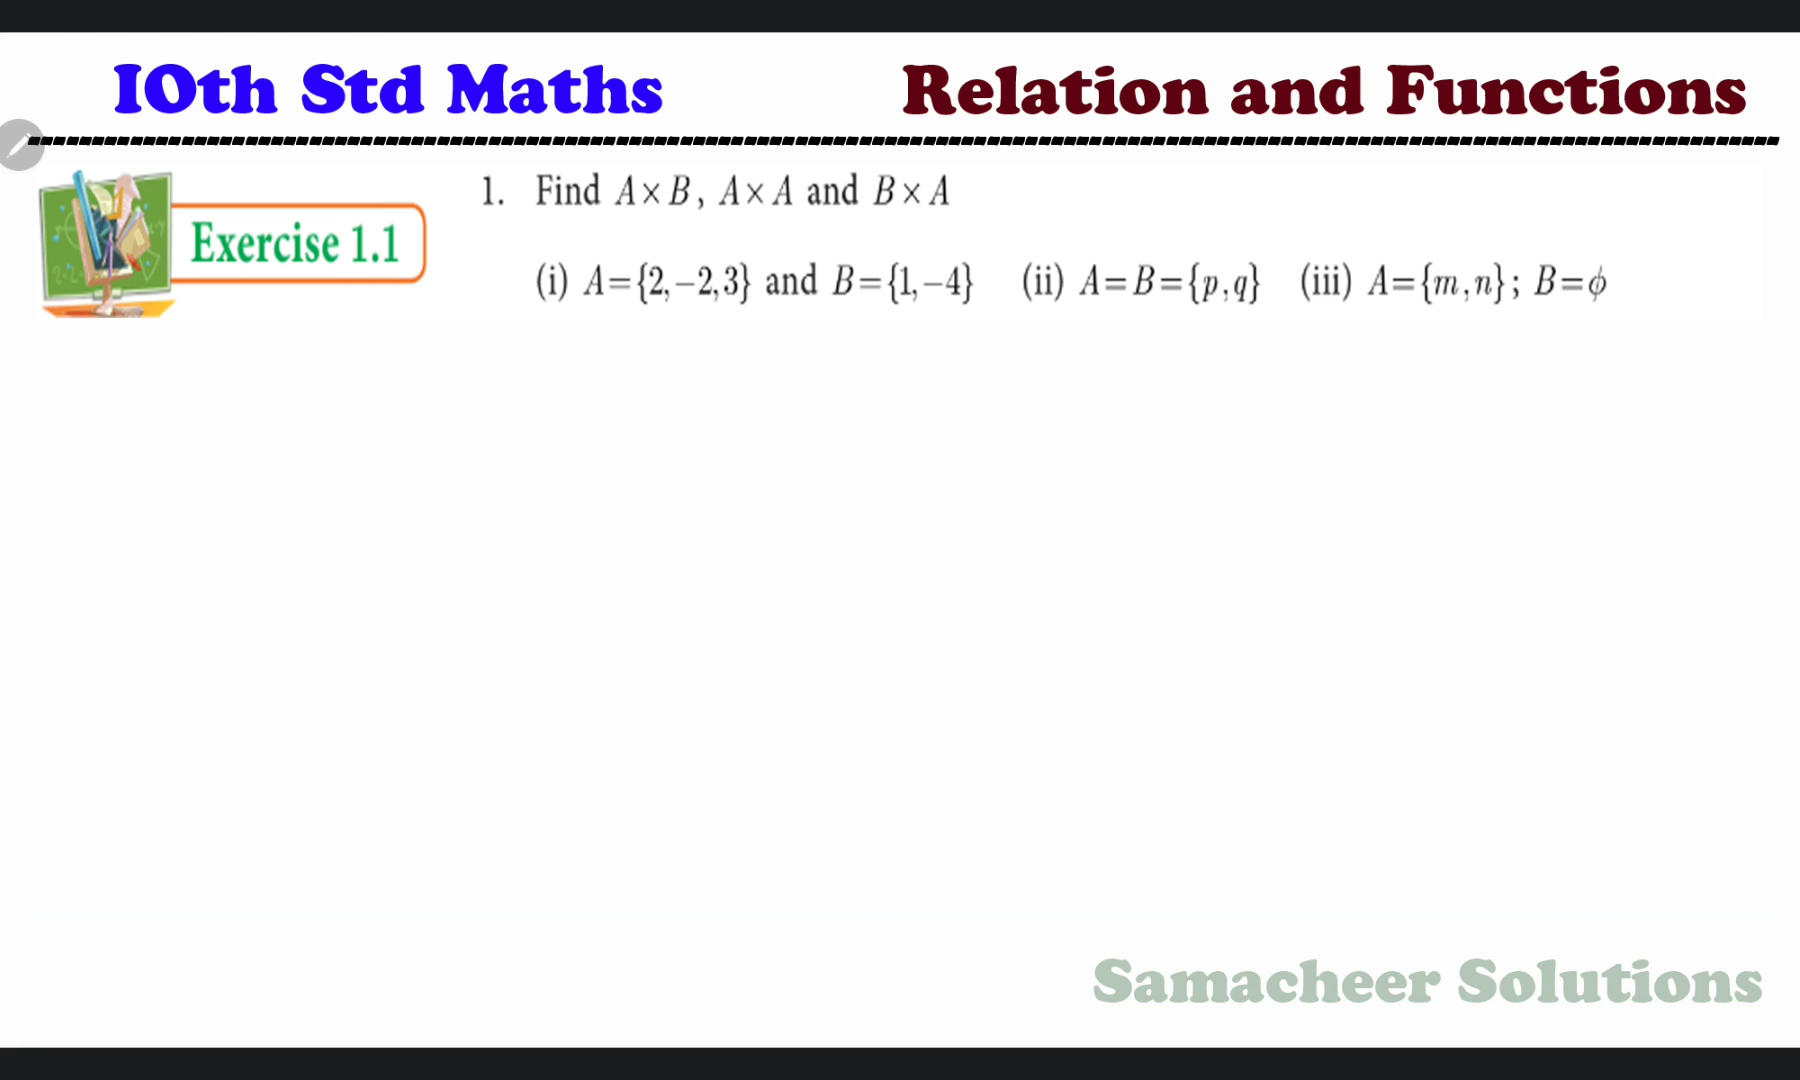 10th Std Maths
Relation and Functions
Exercise 1.1
1. Find A×B, A×A and B×A
(i) A={2,−2,3} and B={1,−4} (ii) A=B={p,q} (iii) A={m,n}; B=ϕ
Samacheer Solutions